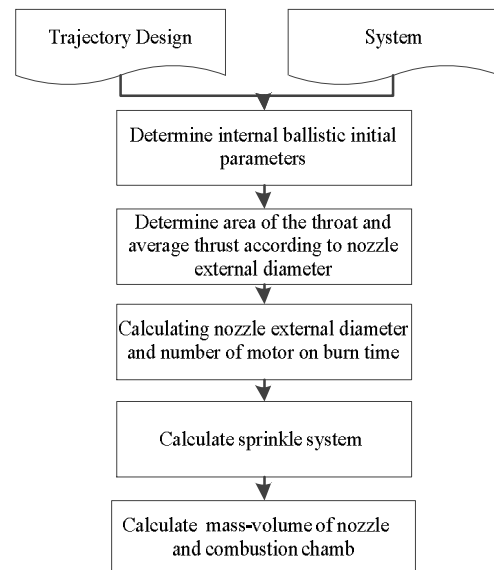 Trajectory Design
System
Determine internal ballistic initial
parameters
Determine area of the throat and
average thrust according to nozzle
external diameter
Calculating nozzle external diameter
and number of motor on burn time
Calculate sprinkle system
Calculate mass-volume of nozzle
and combustion chamb